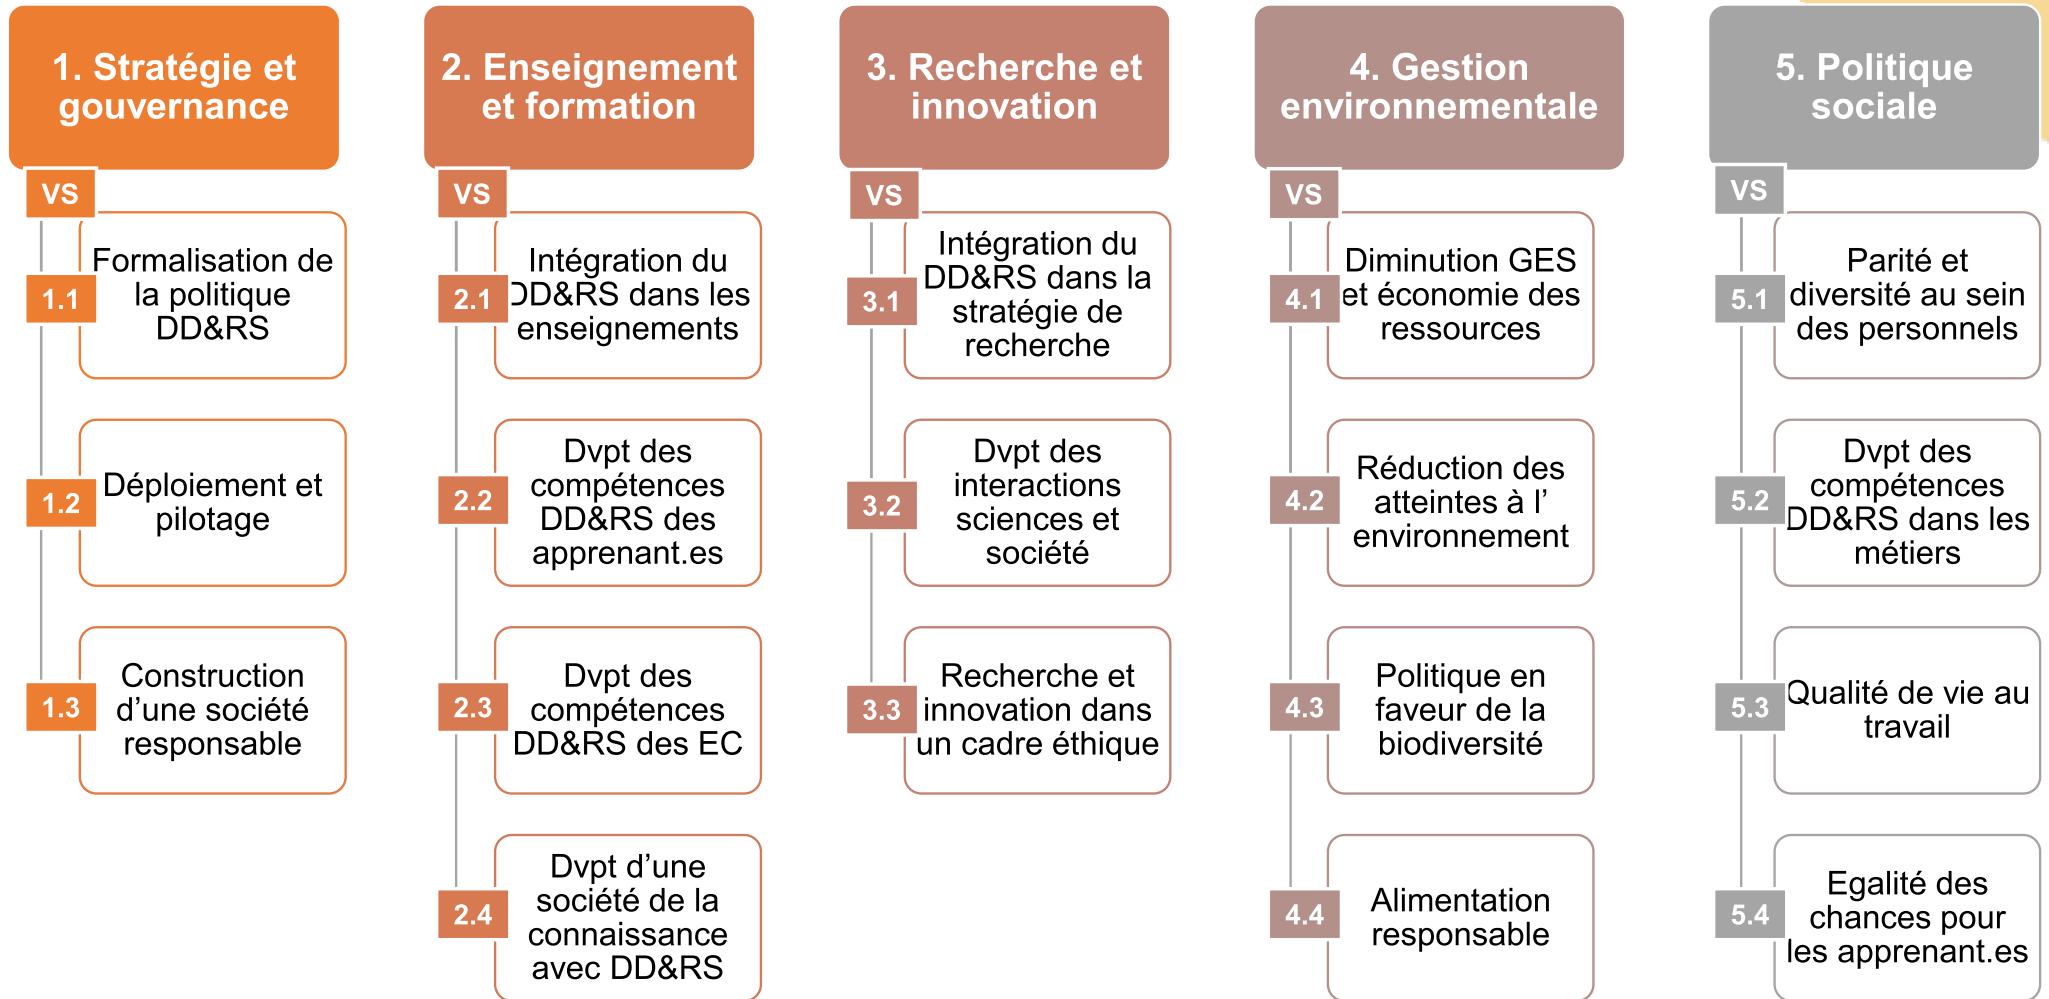 1. Stratégie et
gouvernance
VS
1.1
Formalisation de
la politique
DD&RS
1.2
Déploiement et
pilotage
1.3
Construction
d’une société
responsable
2. Enseignement
et formation
VS
2.1
Intégration du
DD&RS dans les
enseignements
2.2
Dvpt des
compétences
DD&RS des
apprenant.es
2.3
Dvpt des
compétences
DD&RS des EC
2.4
Dvpt d’une
société de la
connaissance
avec DD&RS
3. Recherche et
innovation
VS
3.1
Intégration du
DD&RS dans la
stratégie de
recherche
3.2
Dvpt des
interactions
sciences et
société
3.3
Recherche et
innovation dans
un cadre éthique
4. Gestion
environnementale
VS
4.1
Diminution GES
et économie des
ressources
4.2
Réduction des
atteintes à l’
environnement
4.3
Politique en
faveur de la
biodiversité
4.4
Alimentation
responsable
5. Politique
sociale
VS
5.1
Parité et
diversité au sein
des personnels
5.2
Dvpt des
compétences
DD&RS dans les
métiers
5.3
Qualité de vie au
travail
5.4
Egalité des
chances pour
les apprenant.es